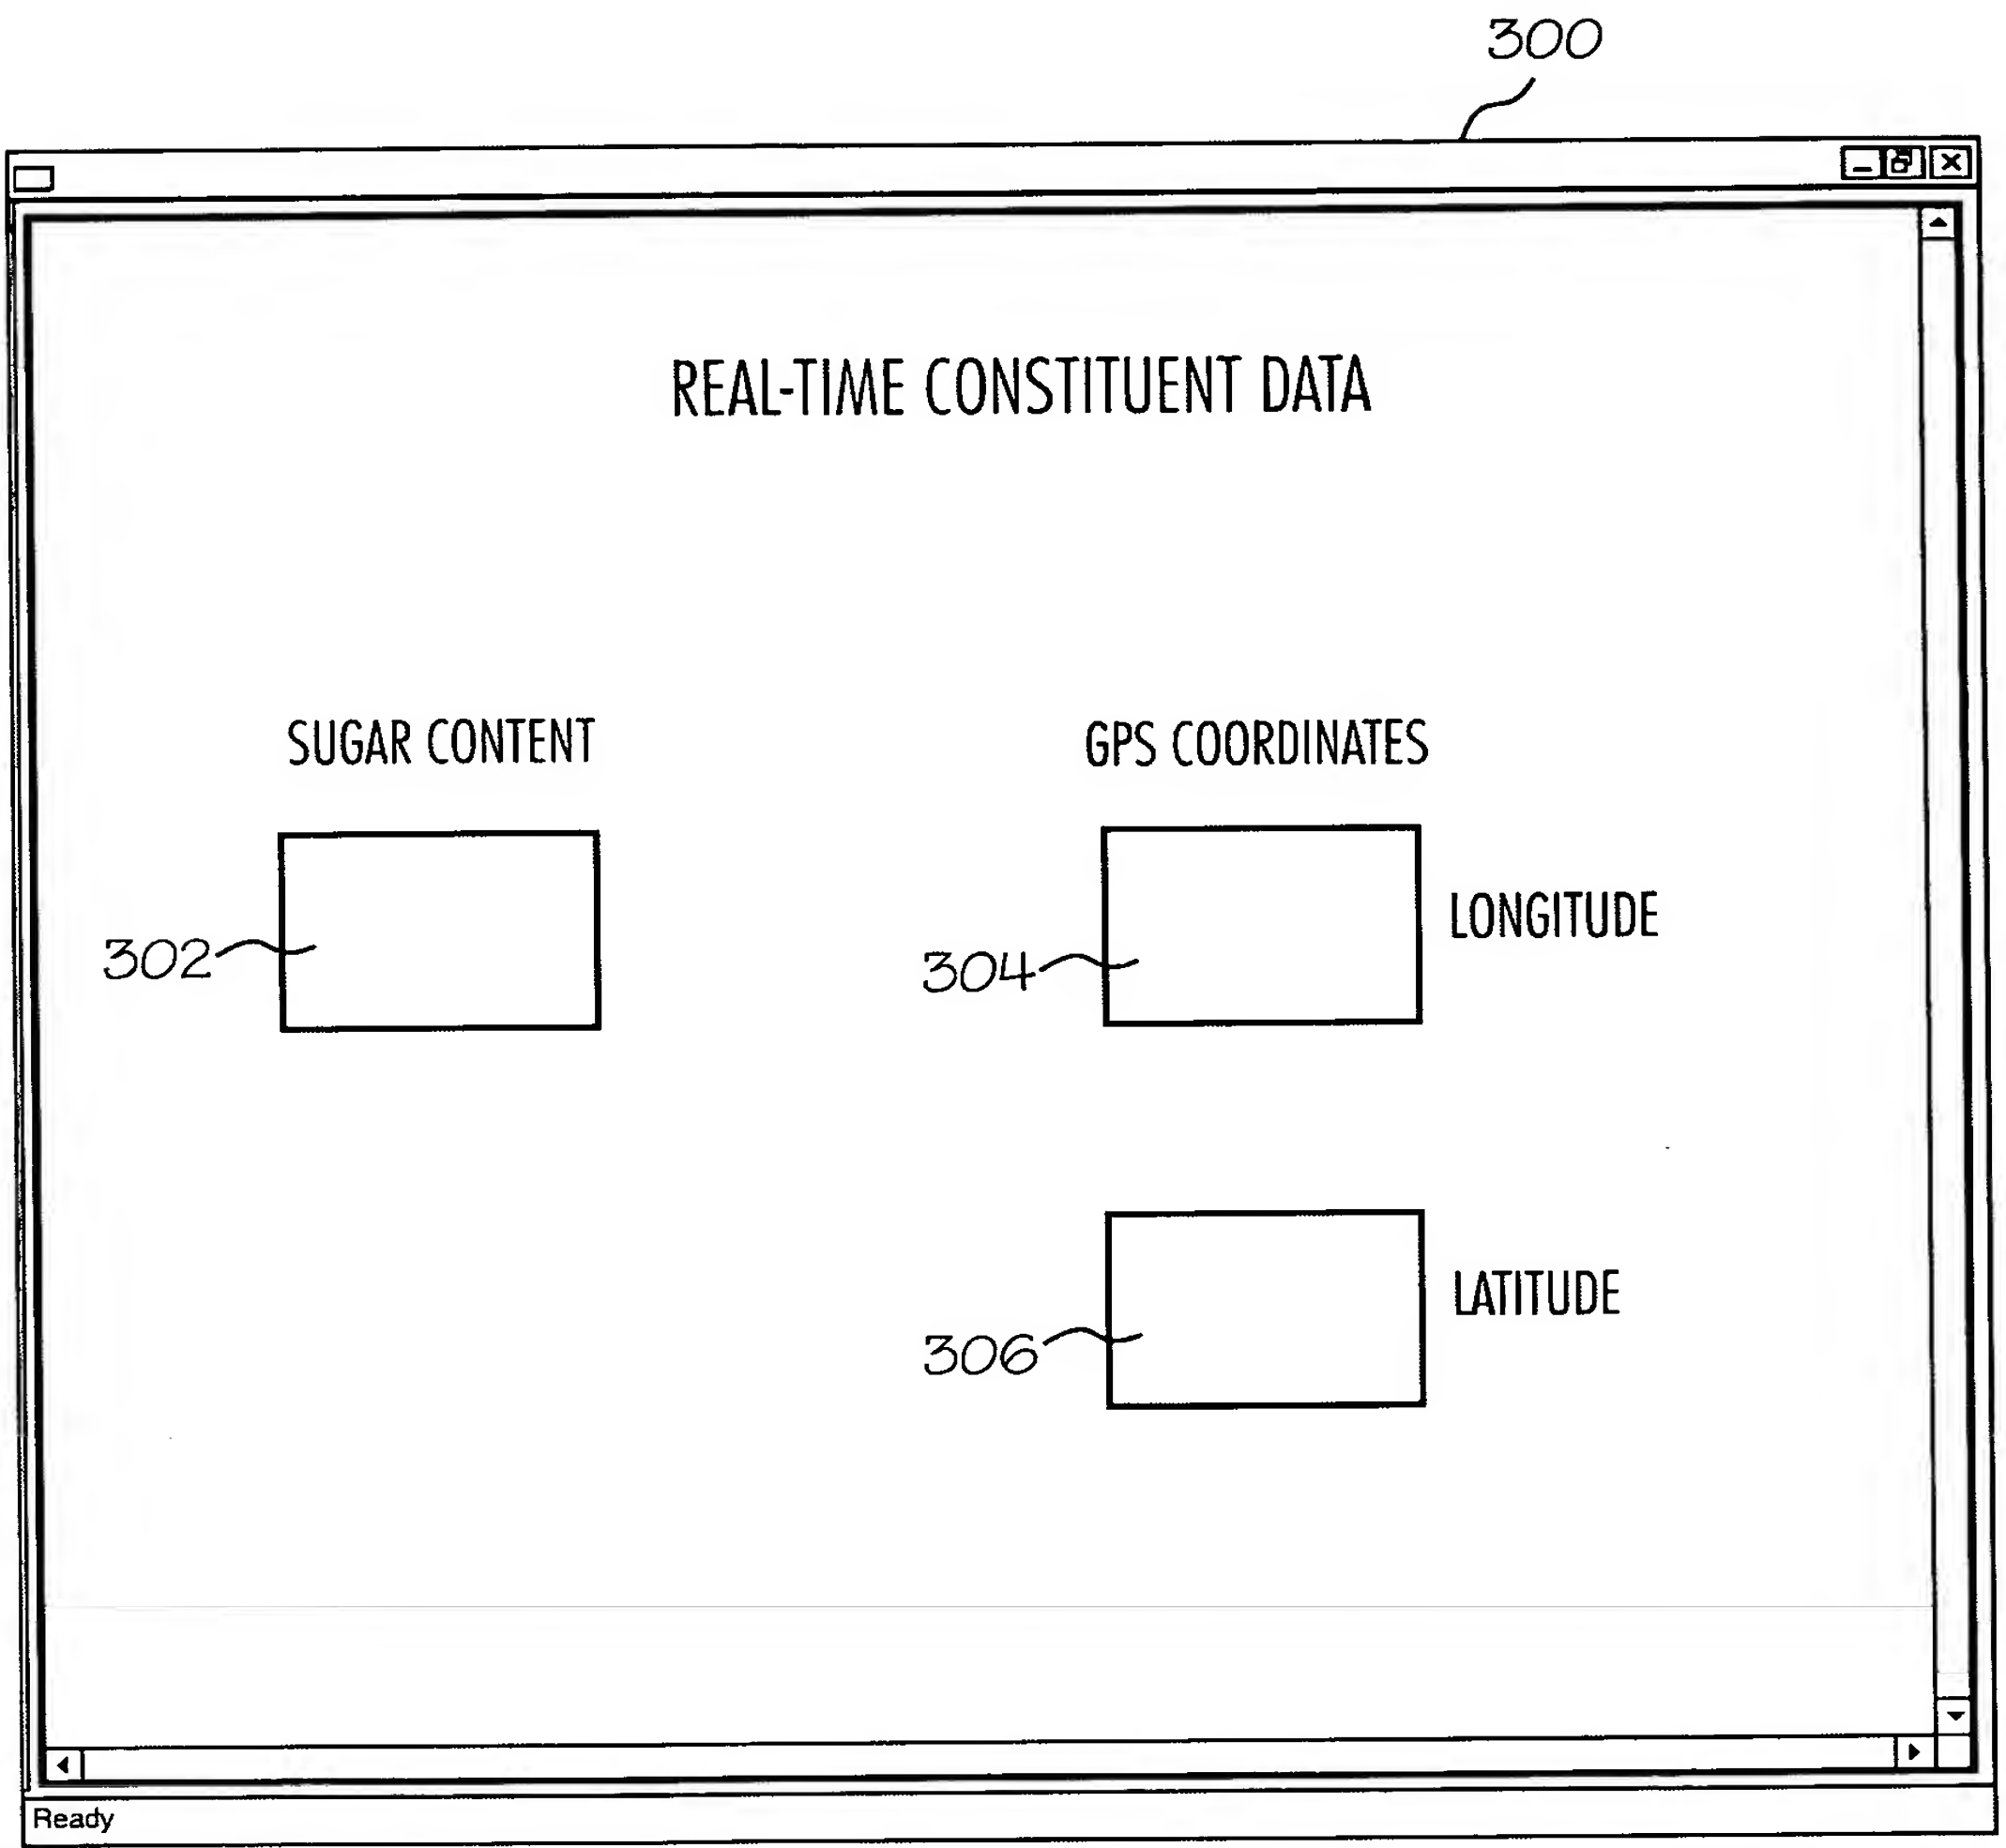 300
REAL-TIME CONSTITUENT DATA
SUGAR CONTENT
GPS COORDINATES
302
304
LONGITUDE
306
LATITUDE
Ready